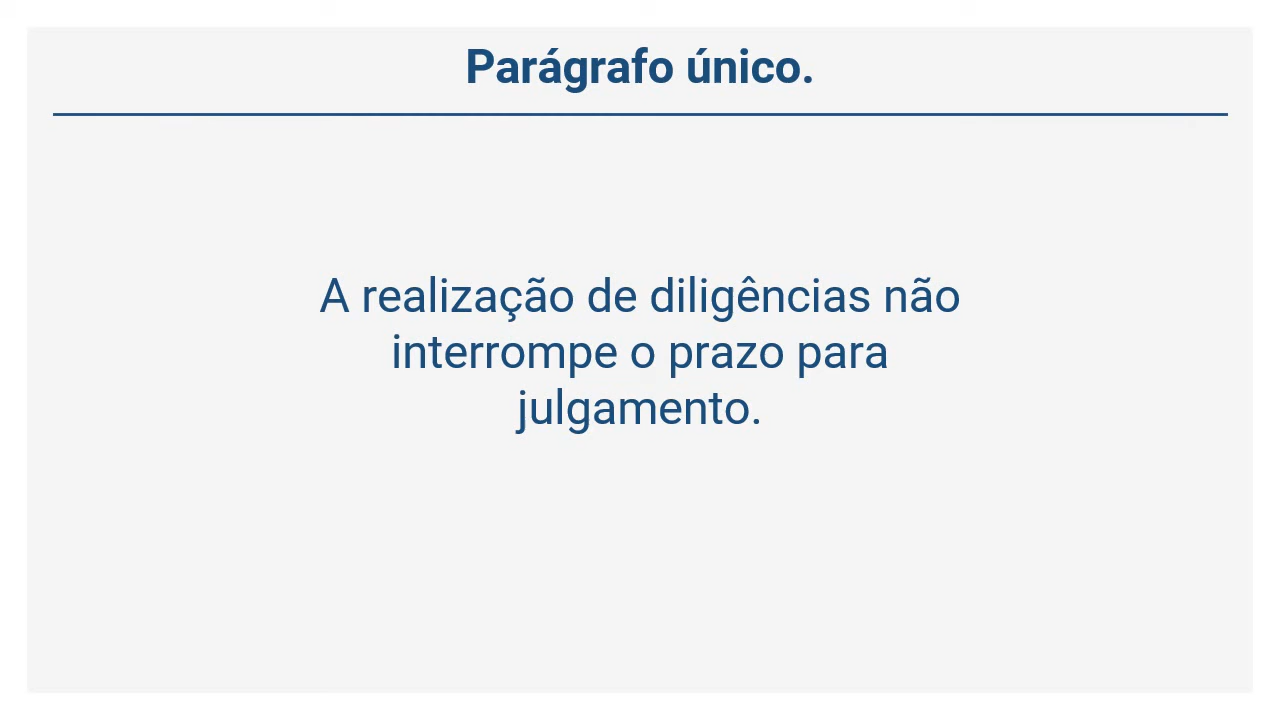 Parágrafo único.
A realização de diligências não
interrompe o prazo para
julgamento.